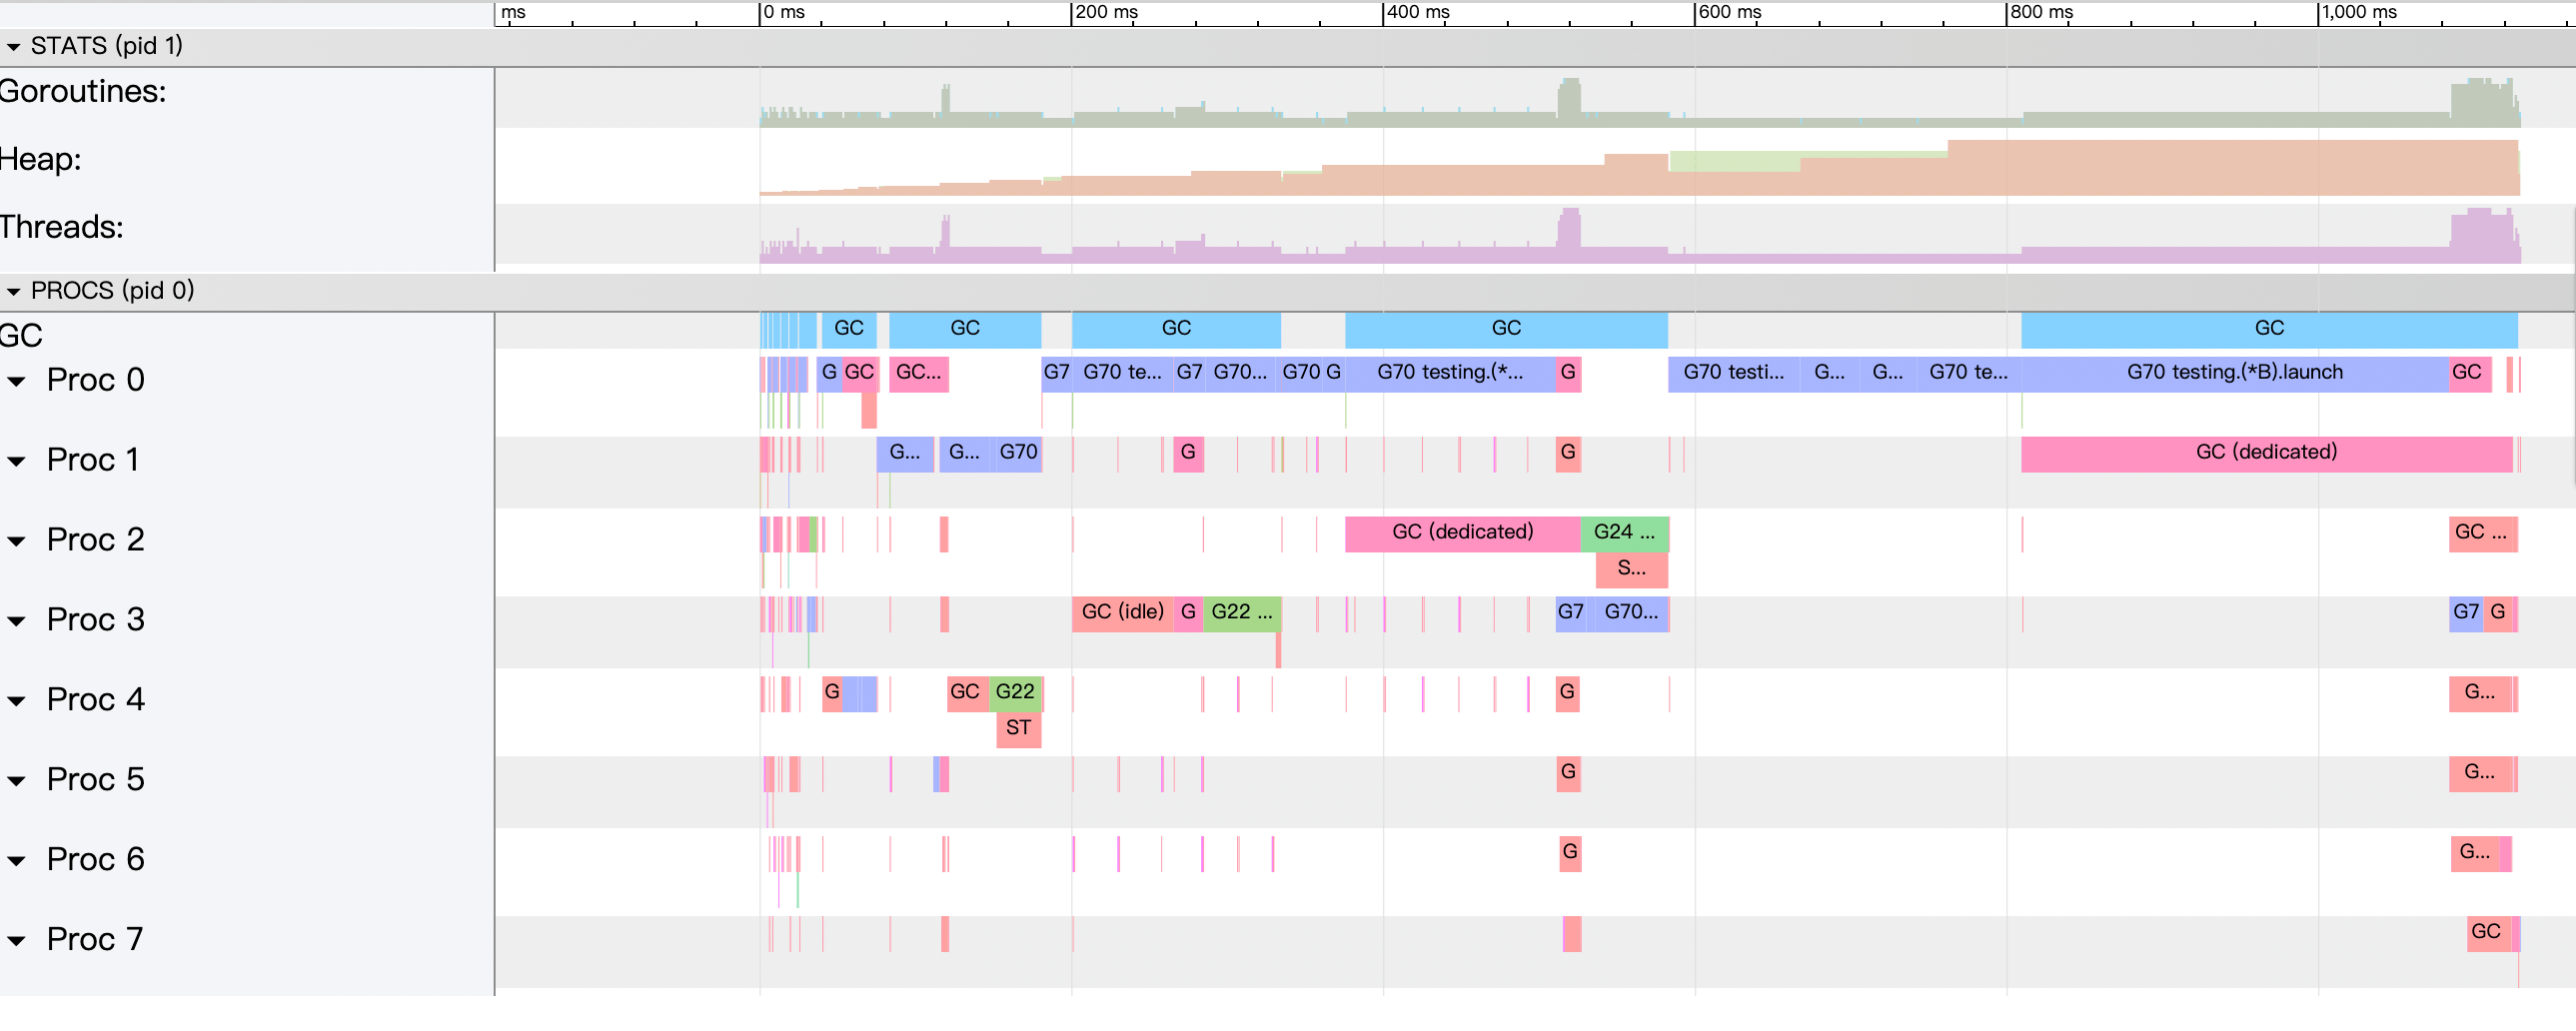 ms 0 ms 200 ms 400 ms 600 ms 800 ms 1,000 ms
STATS (pid 1)
Goroutines:
Heap:
Threads:
PROCS (pid 0)
GC GC GC GC GC GC
Proc 0 G GC GC... G7 G70 te... G7 G70... G70 G G70 testing.(*... G G70 testi... G... G... G70 te... G70 testing.(*B).launch GC
Proc 1 G... G... G70 G G GC (dedicated)
Proc 2 GC (dedicated) G24 ... GC ...
S...
Proc 3 GC (idle) G G22 ... G7 G70... G7 G
Proc 4 G GC G22 G G...
ST
Proc 5 G G...
Proc 6 G G...
Proc 7 GC